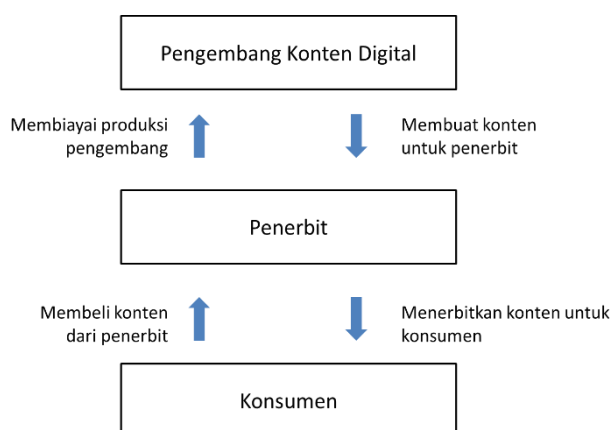 Pengembang Konten Digital
Membiayai produksi
pengembang
Membuat konten
untuk penerbit
Penerbit
Membeli konten
dari penerbit
Menerbitkan konten untuk
konsumen
Konsumen